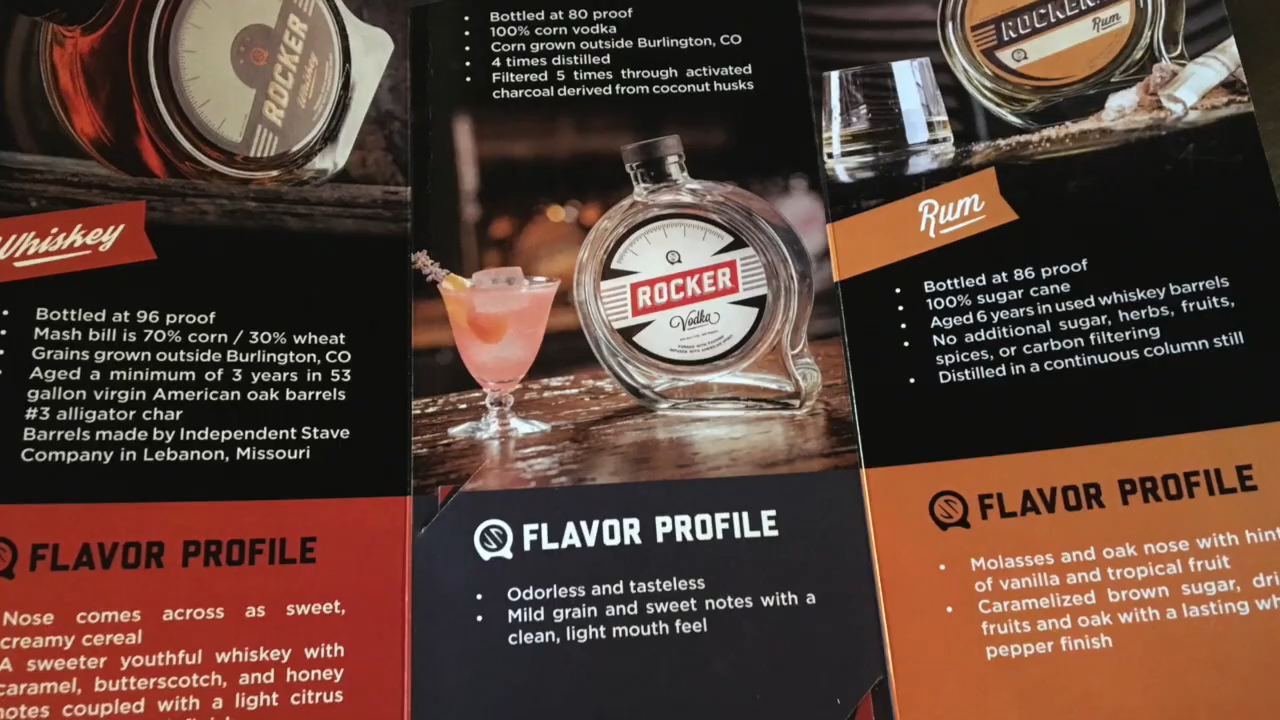 ROCKER
Whiskey
Whiskey
Bottled at 96 proof
Mash bill is 70% corn / 30% wheat
Grains grown outside Burlington, CO
Aged a minimum of 3 years in 53
gallon virgin American oak barrels
#3 alligator char
Barrels made by Independent Stave
Company in Lebanon, Missouri
FLAVOR PROFILE
Nose comes across as sweet,
creamy cereal
A sweeter youthful whiskey with
caramel, butterscotch, and honey
notes coupled with a light citrus
• Bottled at 80 proof
• 100% corn vodka
• Corn grown outside Burlington, CO
• 4 times distilled
• Filtered 5 times through activated
charcoal derived from coconut husks
ROCKER
Vodka
FLAVOR PROFILE
• Odorless and tasteless
• Mild grain and sweet notes with a
clean, light mouth feel
ROCKER
Rum
Rum
• Bottled at 86 proof
• 100% sugar cane
• Aged 6 years in used whiskey barrels
• No additional sugar, herbs, fruits,
spices, or carbon filtering
• Distilled in a continuous column still
FLAVOR PROFILE
• Molasses and oak nose with hint
of vanilla and tropical fruit
• Caramelized brown sugar, dri
fruits and oak with a lasting wh
pepper finish